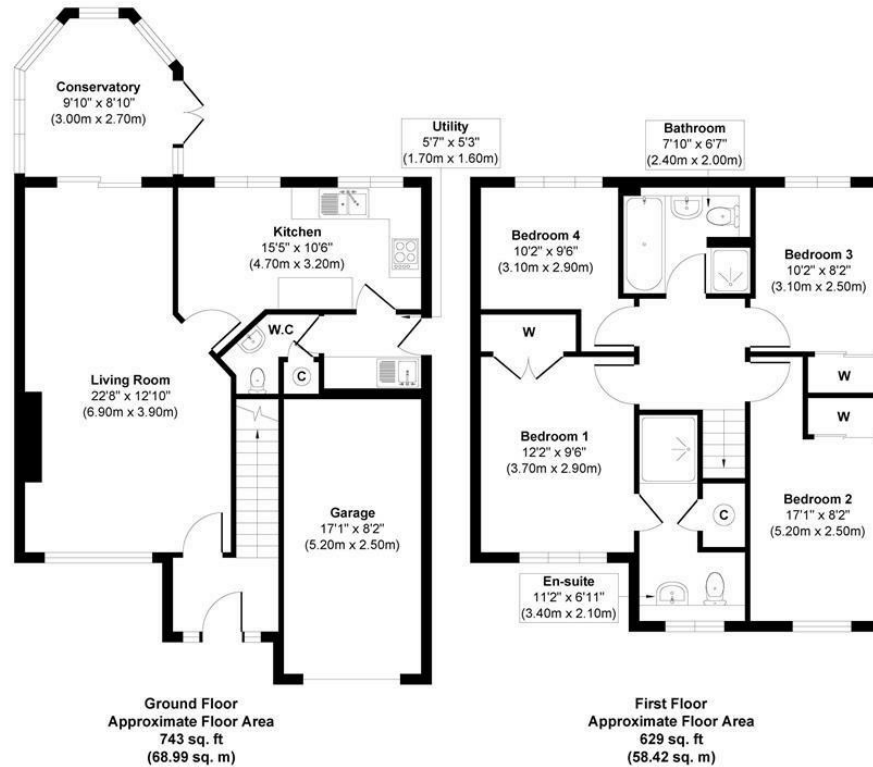 Conservatory
9'10" x 8'10"
(3.00m x 2.70m)
Utility
5'7" x 5'3"
(1.70m x 1.60m)
Kitchen
15'5" x 10'6"
(4.70m x 3.20m)
W.C
C
Living Room
22'8" x 12'10"
(6.90m x 3.90m)
Garage
17'1" x 8'2"
(5.20m x 2.50m)
Ground Floor
Approximate Floor Area
743 sq. ft
(68.99 sq. m)
Bathroom
7'10" x 6'7"
(2.40m x 2.00m)
Bedroom 4
10'2" x 9'6"
(3.10m x 2.90m)
Bedroom 3
10'2" x 8'2"
(3.10m x 2.50m)
W
W
W
Bedroom 1
12'2" x 9'6"
(3.70m x 2.90m)
Bedroom 2
17'1" x 8'2"
(5.20m x 2.50m)
C
En-suite
11'2" x 6'11"
(3.40m x 2.10m)
First Floor
Approximate Floor Area
629 sq. ft
(58.42 sq. m)